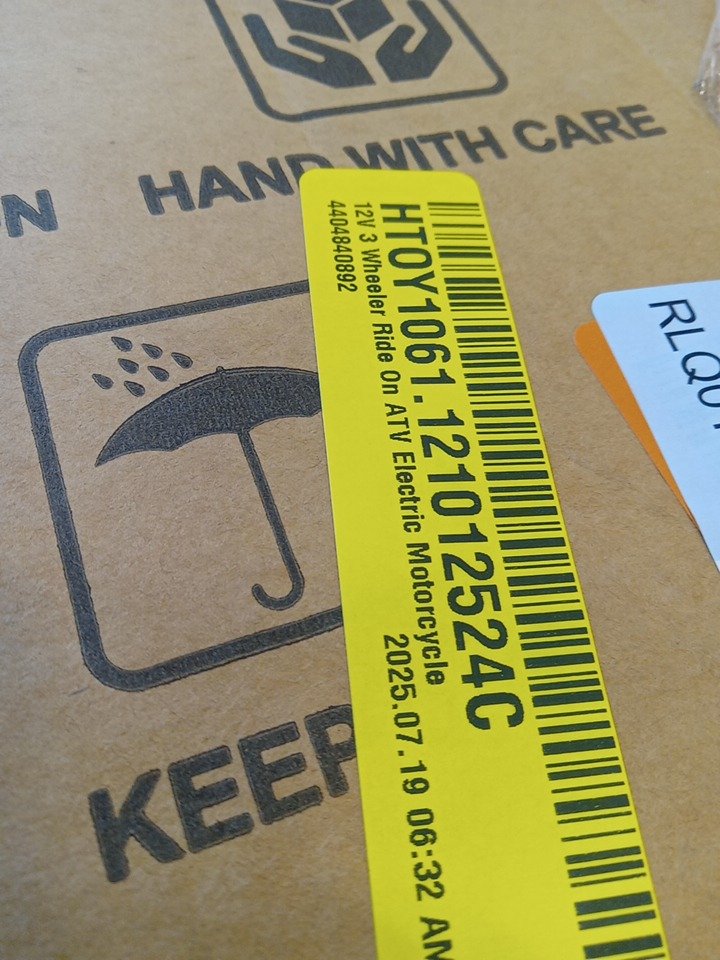 HAND WITH CARE
HTOY1061.121012524C
12V 3 Wheeler Ride On ATV Electric Motorcycle
4404840892
2025.07.19 06:32 AM
KEEP